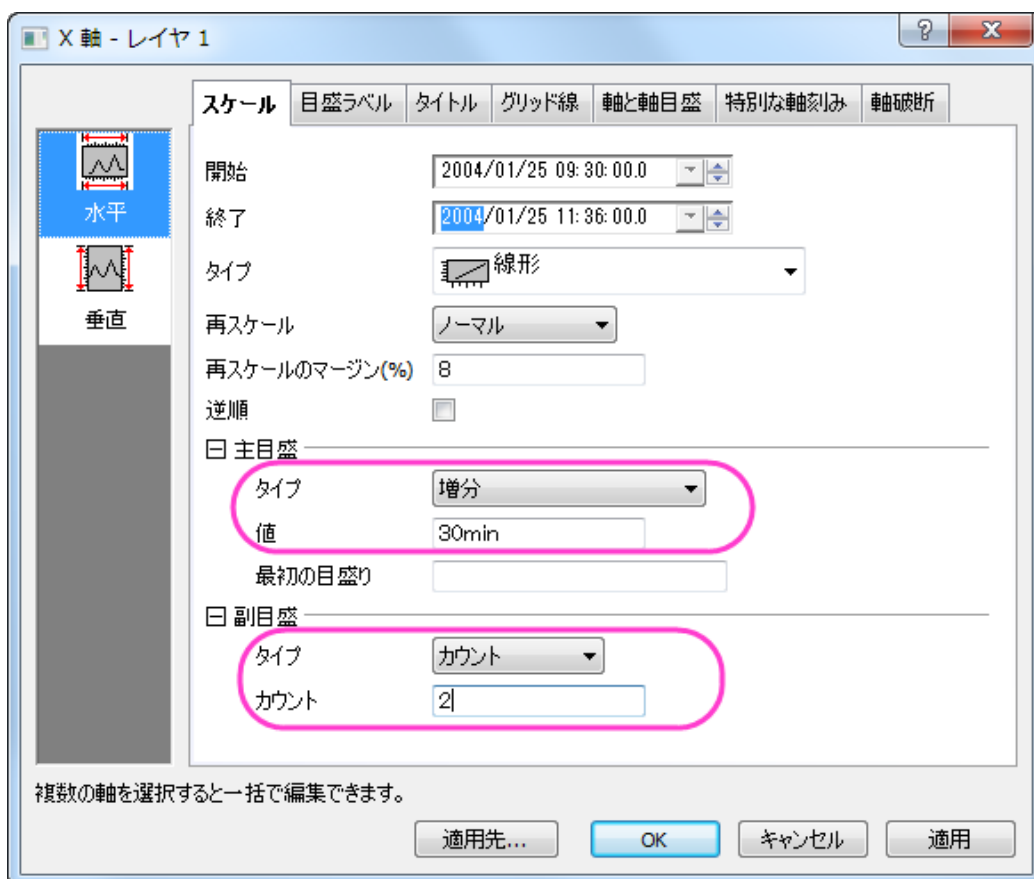 X 軸 - レイヤ 1
スケール 目盛ラベル タイトル グリッド線 軸と軸目盛 特別な軸刻み 軸破断
水平
垂直
開始 2004/01/25 09:30:00.0
終了 2004/01/25 11:36:00.0
タイプ 線形
再スケール ノーマル
再スケールのマージン(%) 8
逆順
主目盛
タイプ 増分
値 30min
最初の目盛り
副目盛
タイプ カウント
カウント 2
複数の軸を選択すると一括で編集できます。
適用先... OK キャンセル 適用